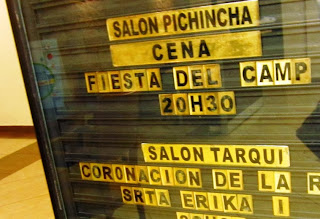 SALON PICHINCHA
CENA
FIESTA DEL CAMP
20H30
SALON TARQUI
CORONACION DE LA R
SRTA ERIKA I